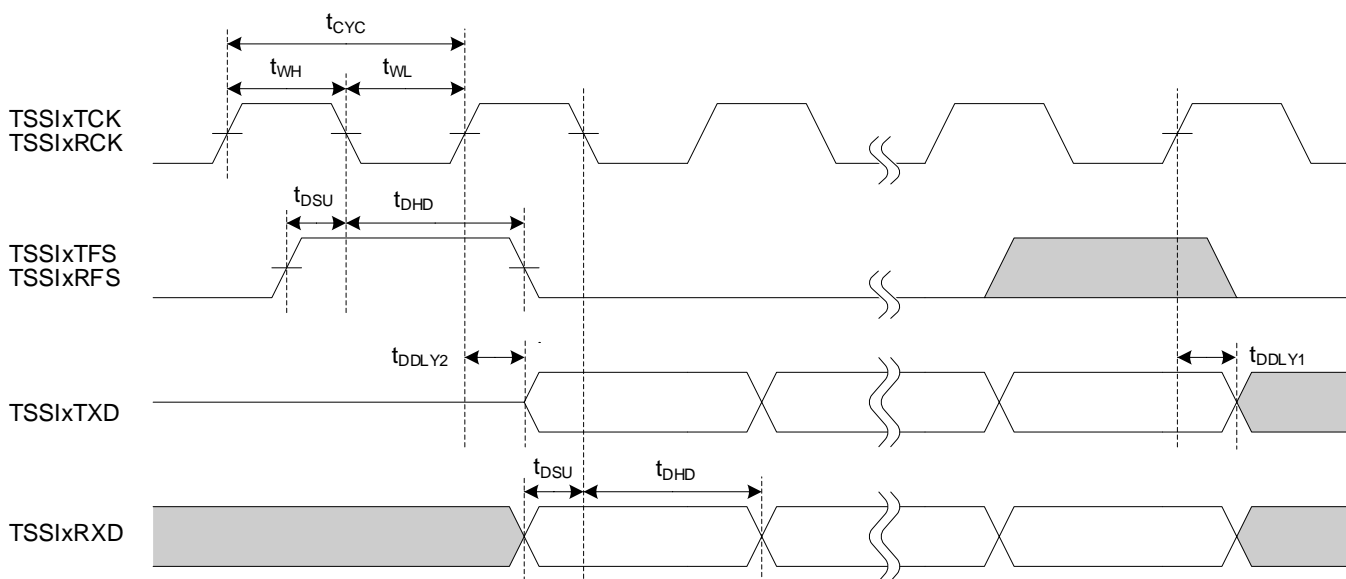 tCYC
tWH
tWL
TSSIxTCK
TSSIxRCK
tDSU
tDHD
TSSIxTFS
TSSIxRFS
tDDLY2
tDDLY1
TSSIxTXD
tDSU
tDHD
TSSIxRXD